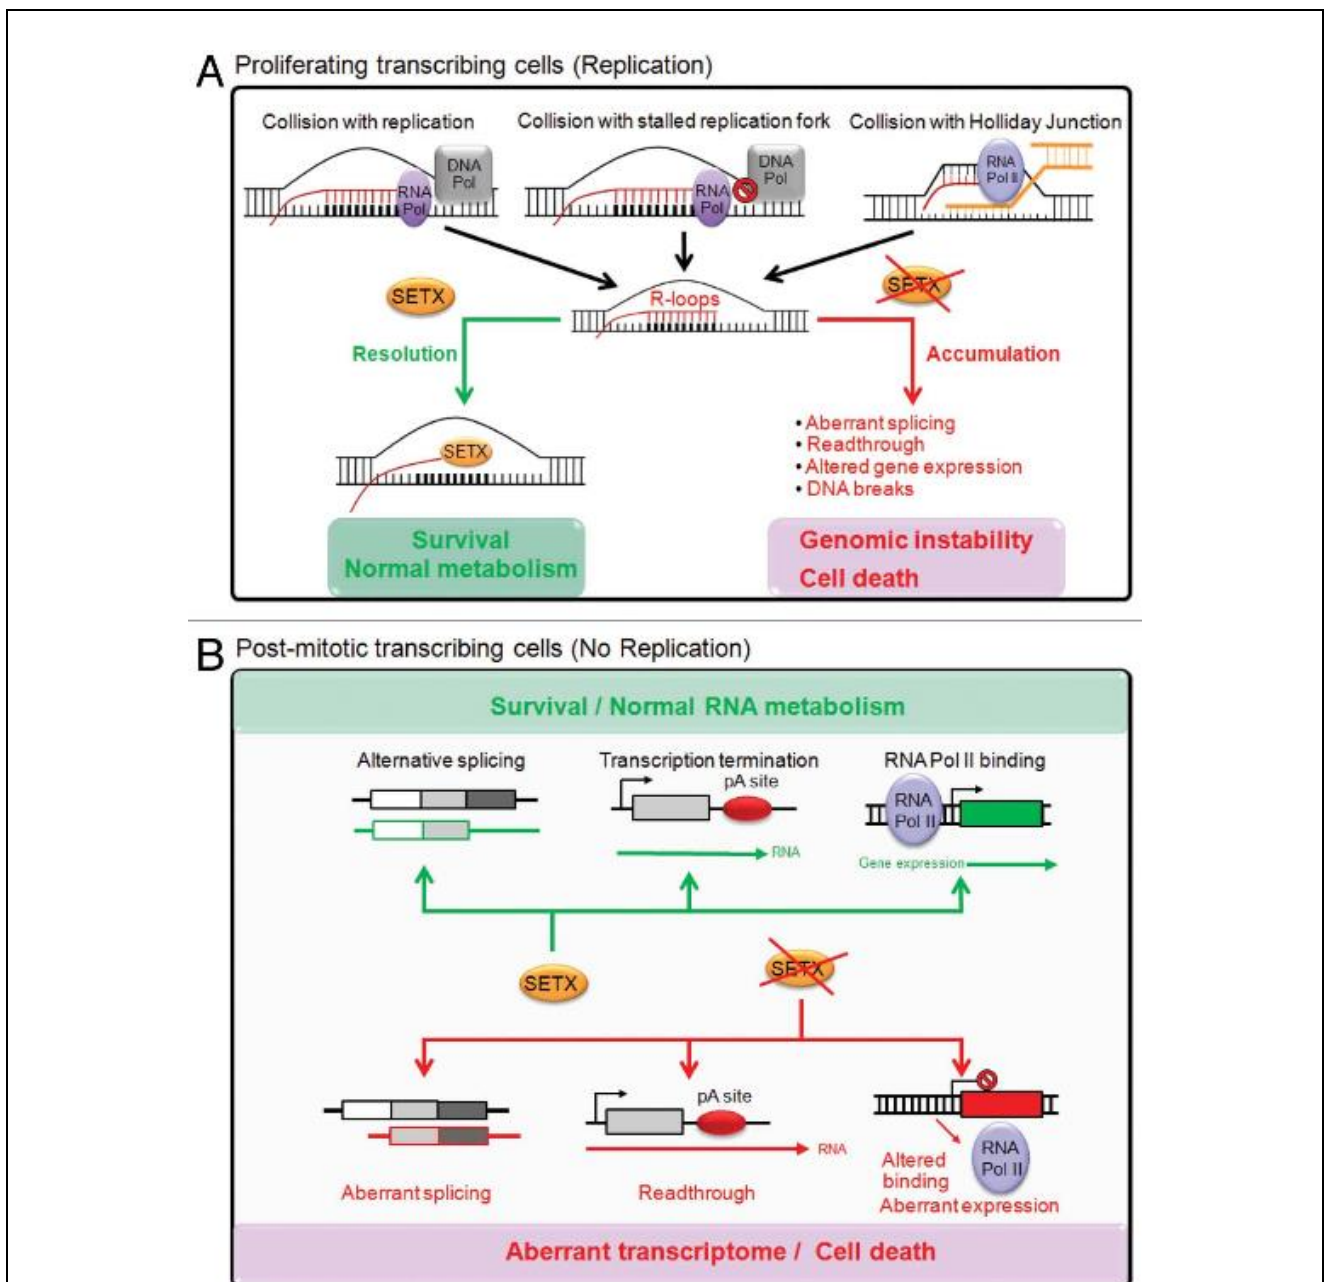 A Proliferating transcribing cells (Replication)
Collision with replication
Collision with stalled replication fork
Collision with Holliday Junction
DNA
Pol
RNA
Pol
DNA
Pol
RNA
Pol
RNA
Pol II
SETX
R-loops
SETX
Resolution
Accumulation
SETX
• Aberrant splicing
• Readthrough
• Altered gene expression
• DNA breaks
Survival
Normal metabolism
Genomic instability
Cell death
B Post-mitotic transcribing cells (No Replication)
Survival / Normal RNA metabolism
Alternative splicing
Transcription termination
pA site
RNA
RNA Pol II binding
RNA
Pol II
Gene expression
SETX
SETX
Aberrant splicing
pA site
RNA
Readthrough
RNA
Pol II
Altered
binding
Aberrant expression
Aberrant transcriptome / Cell death